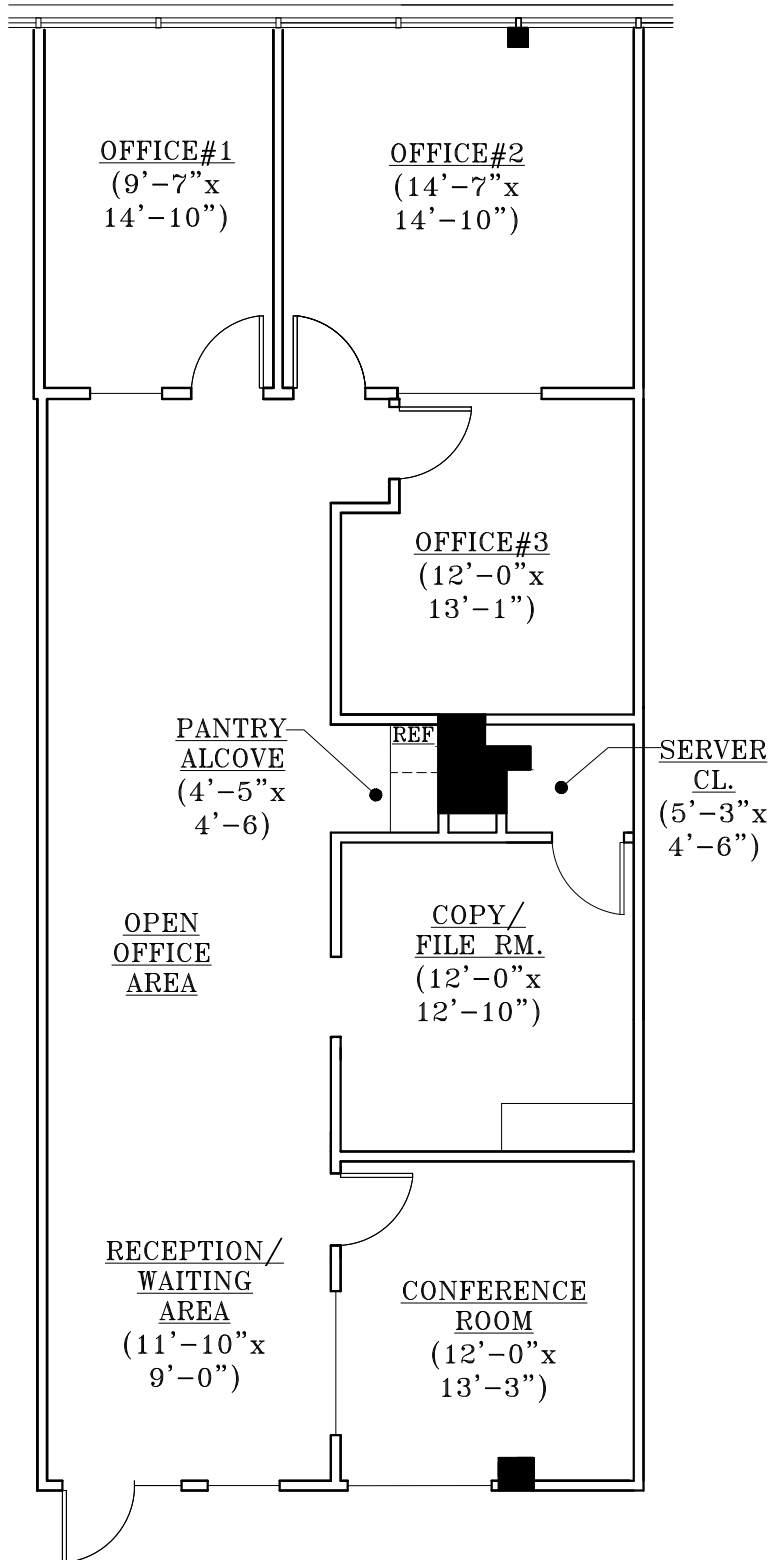 OFFICE#1
(9'-7"x
14'-10")
OFFICE#2
(14'-7"x
14'-10")
OFFICE#3
(12'-0"x
13'-1")
PANTRY
ALCOVE
(4'-5"x
4'-6)
REF
SERVER
CL.
(5'-3"x
4'-6")
OPEN
OFFICE
AREA
COPY/
FILE RM.
(12'-0"x
12'-10")
RECEPTION/
WAITING
AREA
(11'-10"x
9'-0")
CONFERENCE
ROOM
(12'-0"x
13'-3")